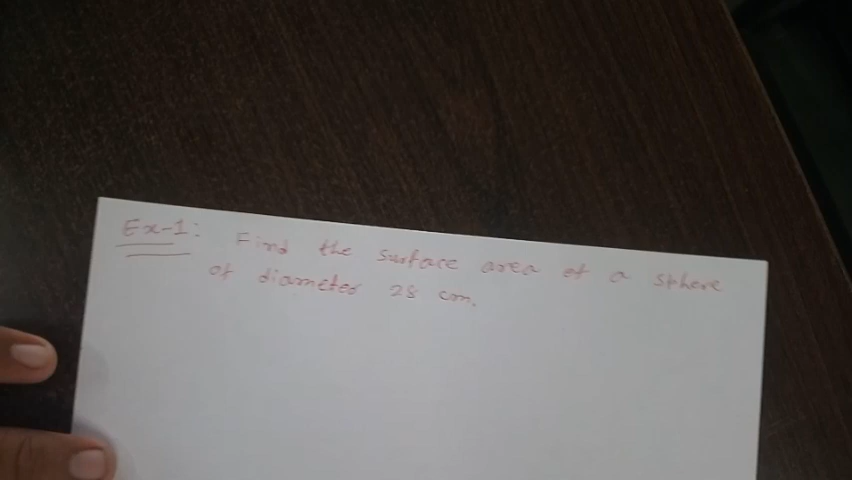 Ex-1: Find the surface area of a sphere
of diameter 28 cm.